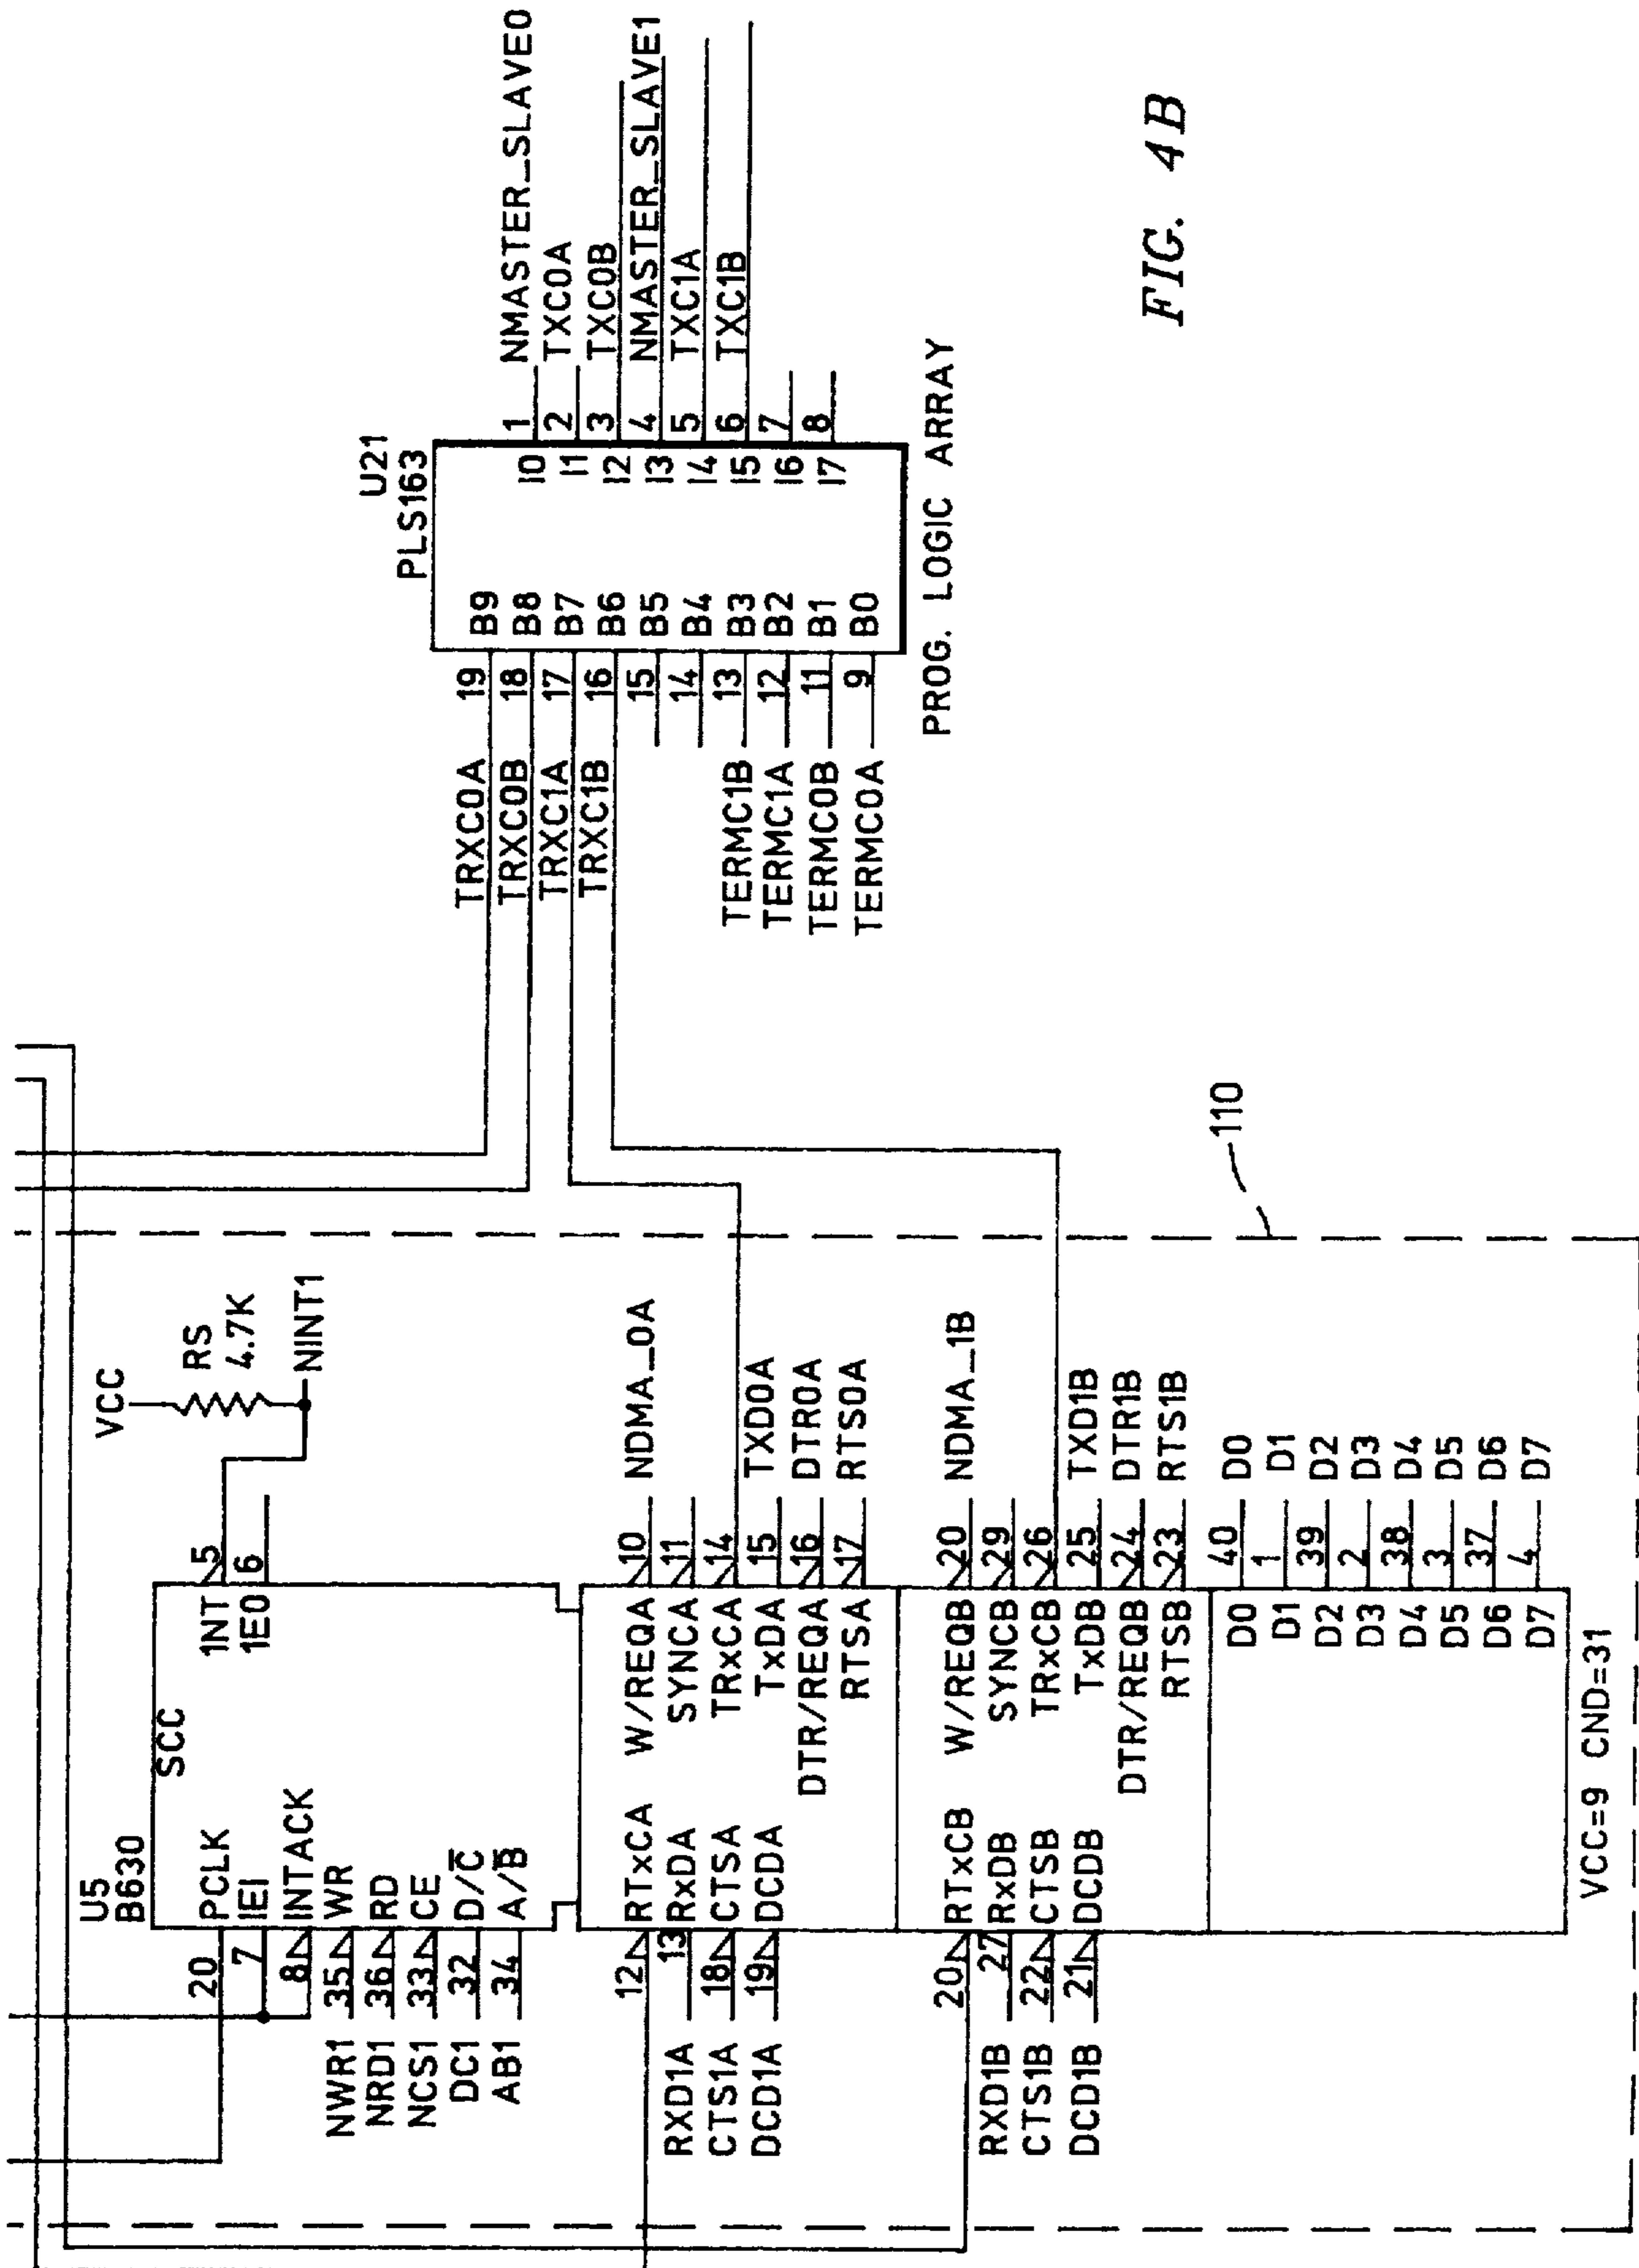 U5
B630
SCC
20 PCLK
7 IEI
8 INTACK
NWR1 35 WR
NRD1 36 RD
NCS1 33 CE
DC1 32 D/C̅
AB1 34 A/B̅
1NT 5
1E0 6
VCC
RS
4.7K
NINT1
12 RTxCA
RXD1A 13 RxDA
CTS1A 18 CTSA
DCD1A 19 DCDA
W/REQA 10 NDMA_0A
SYNCA 11
TRxCA 14
TxDA 15 TXD0A
DTR/REQA 16 DTR0A
RTSA 17 RTS0A
20 RTxCB
RXD1B 27 RxDB
CTS1B 22 CTSB
DCD1B 21 DCDB
W/REQB 20 NDMA_1B
SYNCB 29
TRxCB 26
TxDB 25 TXD1B
DTR/REQB 24 DTR1B
RTSB 23 RTS1B
D0 40 D0
D1 1 D1
D2 39 D2
D3 2 D3
D4 38 D4
D5 3 D5
D6 37 D6
D7 4 D7
VCC=9 CND=31
110
U21
PLS163
TRXC0A 19 B9
TRXC0B 18 B8
TRXC1A 17 B7
TRXC1B 16 B6
15 B5
14 B4
TERMC1B 13 B3
TERMC1A 12 B2
TERMC0B 11 B1
TERMC0A 9 B0
I0 1 NMASTER_SLAVE0
I1 2 TXC0A
I2 3 TXC0B
I3 4 NMASTER_SLAVE1
I4 5 TXC1A
I5 6 TXC1B
I6 7
I7 8
PROG. LOGIC ARRAY
FIG. 4B